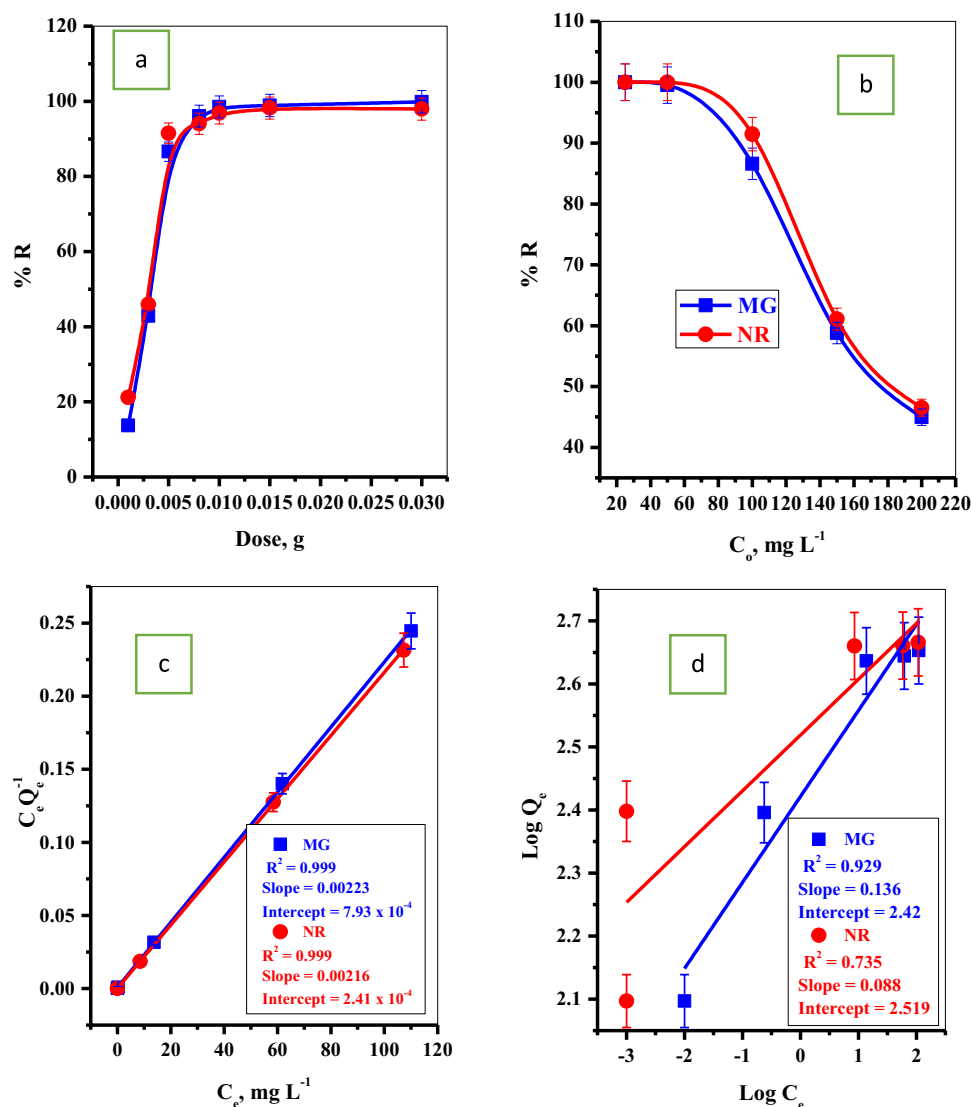 a
120
100
80
60
40
20
0
% R
0.000 0.005 0.010 0.015 0.020 0.025 0.030
Dose, g
b
110
100
90
80
70
60
50
40
% R
MG
NR
20 40 60 80 100 120 140 160 180 200 220
C₀, mg L⁻¹
c
0.25
0.20
0.15
0.10
0.05
0.00
CₑQₑ⁻¹
MG
R² = 0.999
Slope = 0.00223
Intercept = 7.93 x 10⁻⁴
NR
R² = 0.999
Slope = 0.00216
Intercept = 2.41 x 10⁻⁴
0 20 40 60 80 100 120
Cₑ, mg L⁻¹
d
2.7
2.6
2.5
2.4
2.3
2.2
2.1
Log Qₑ
MG
R² = 0.929
Slope = 0.136
Intercept = 2.42
NR
R² = 0.735
Slope = 0.088
Intercept = 2.519
-3 -2 -1 0 1 2
Log Cₑ